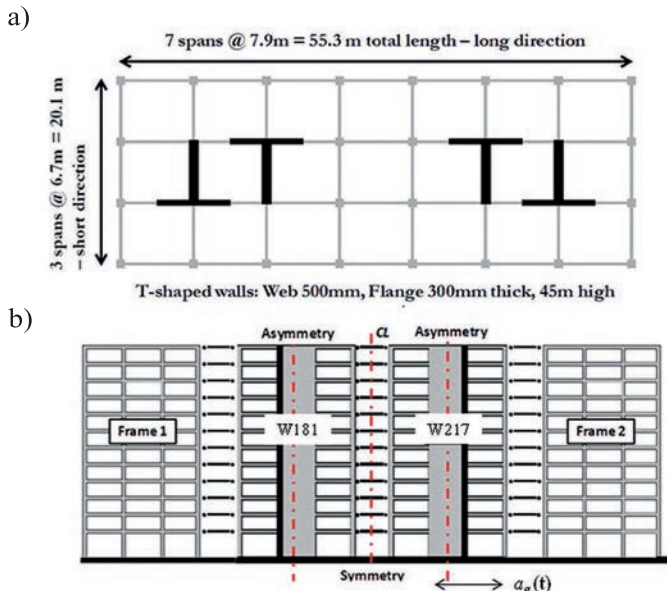 a)
7 spans @ 7.9m = 55.3 m total length – long direction
3 spans @ 6.7m = 20.1 m
– short direction
T-shaped walls: Web 500mm, Flange 300mm thick, 45m high
b)
Asymmetry CL Asymmetry
Frame 1 W181 W217 Frame 2
Symmetry
a_g(t)